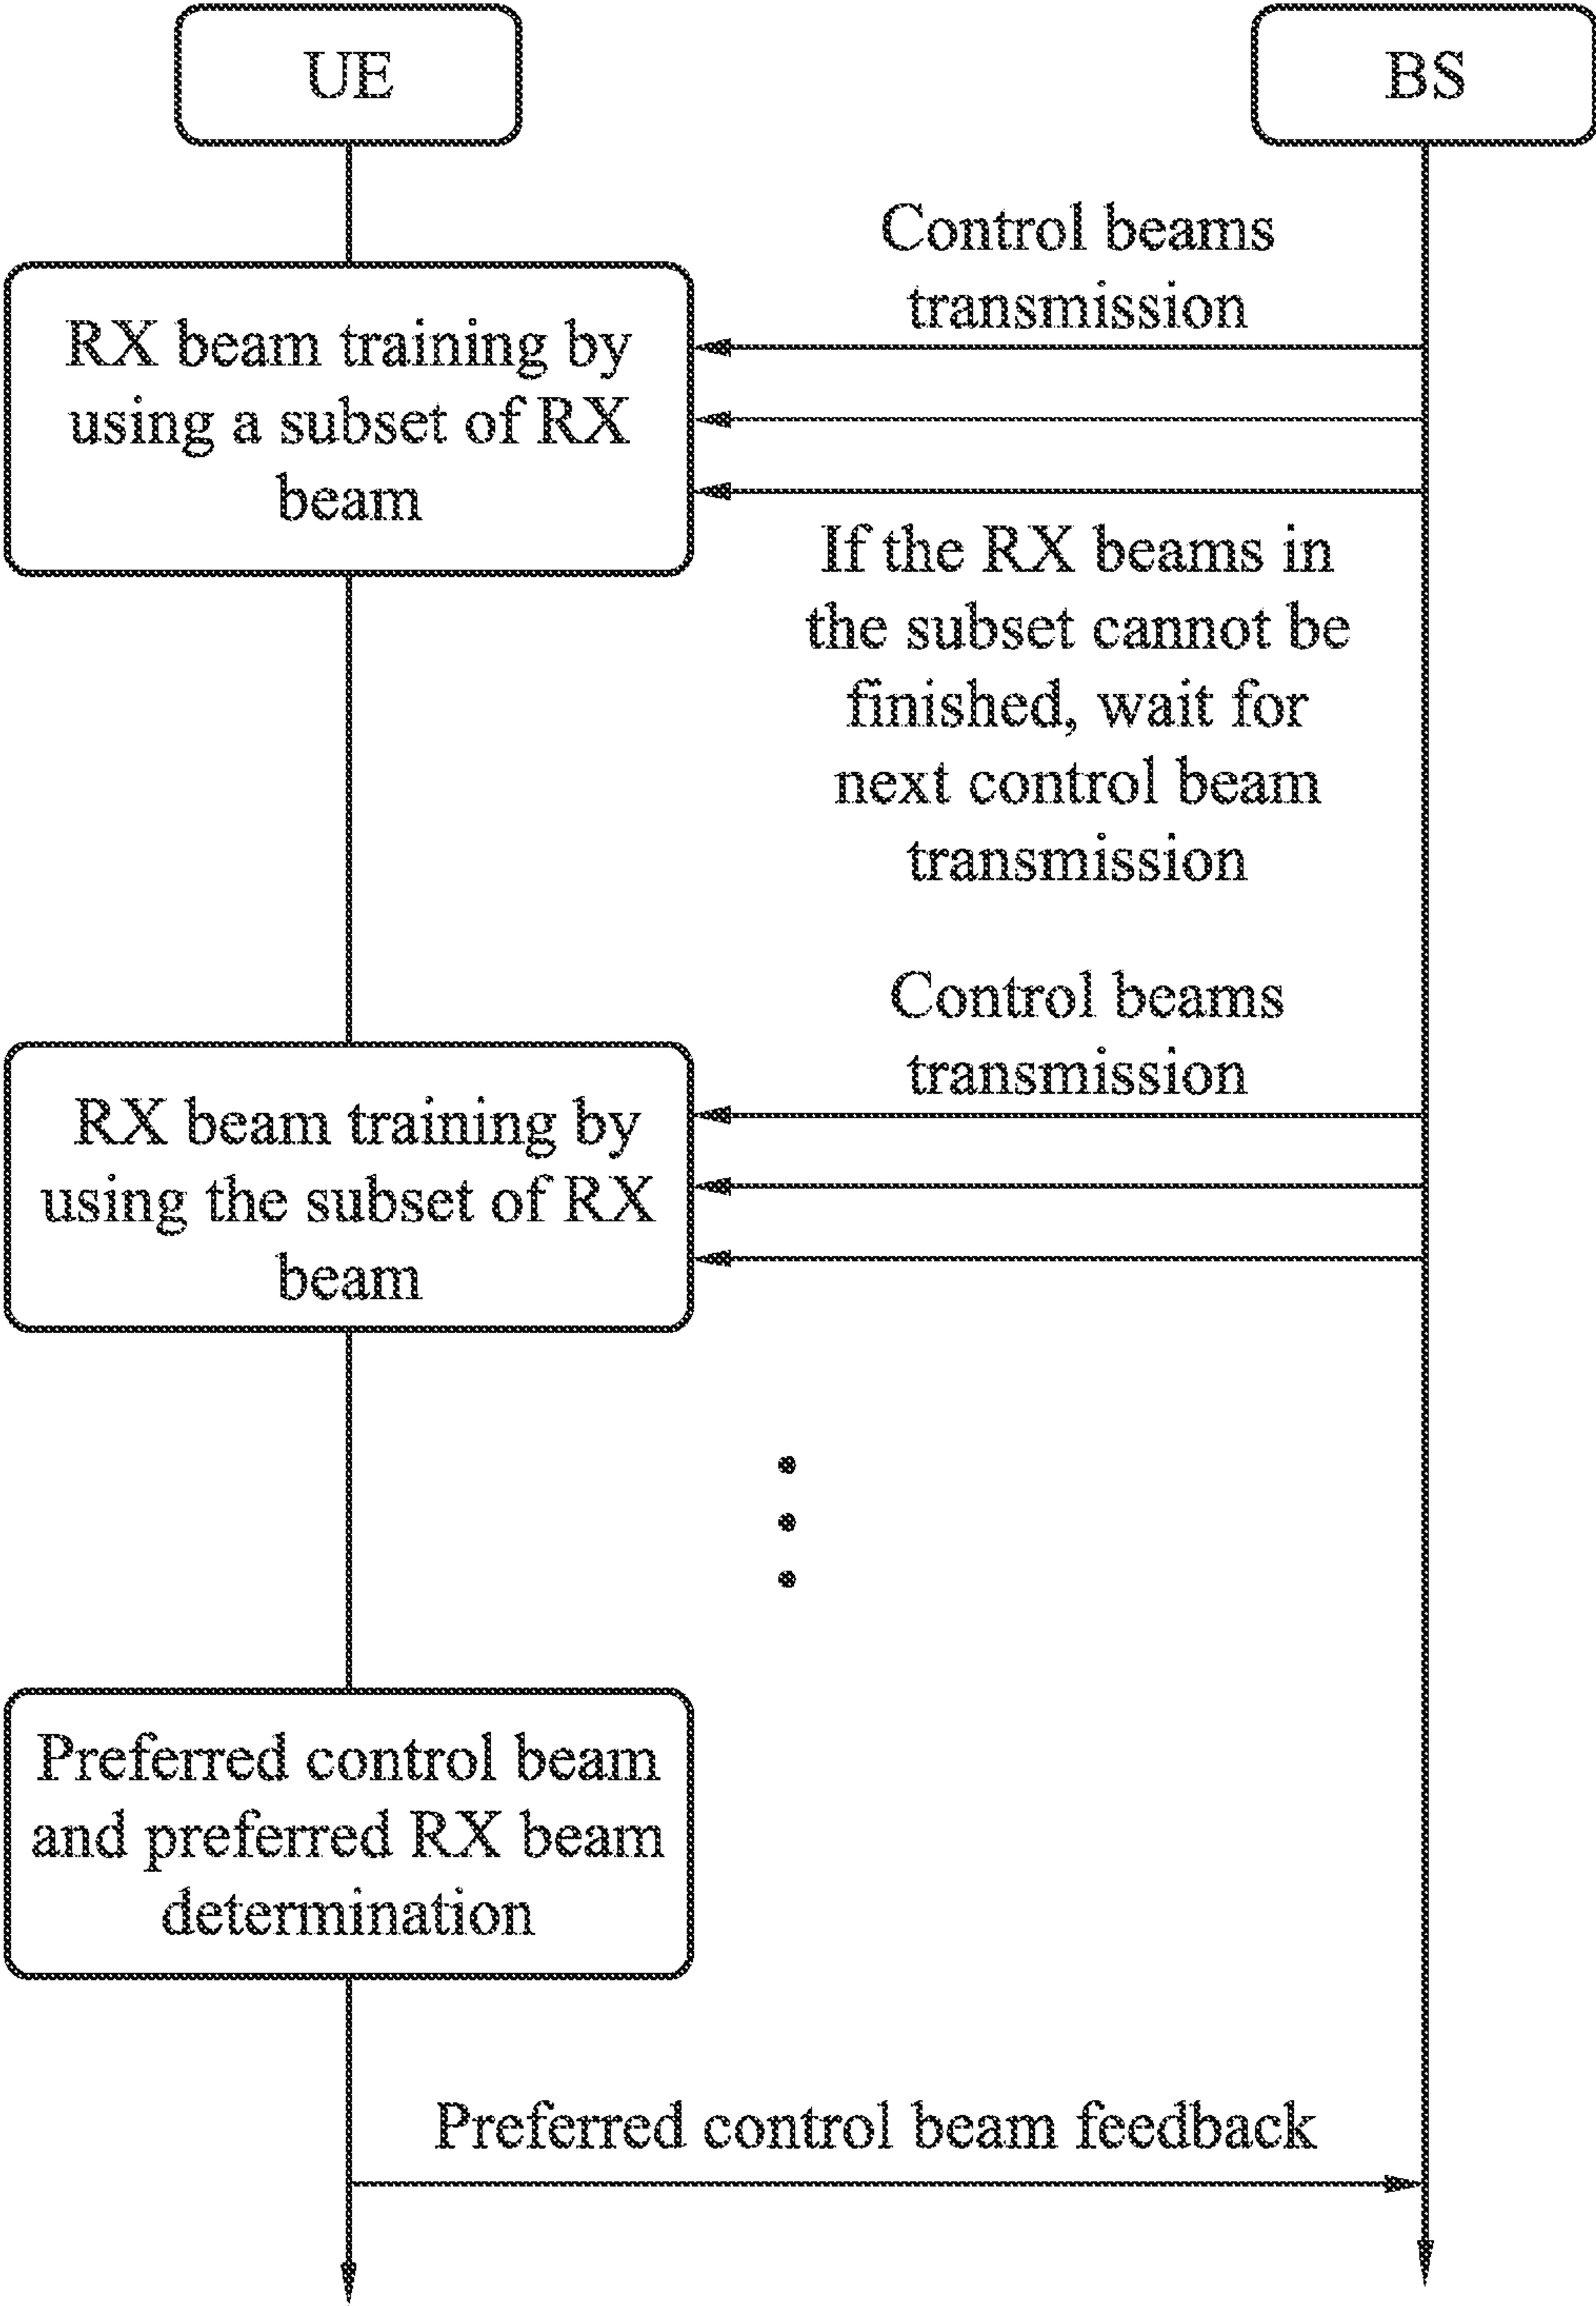 UE
BS
Control beams
transmission
RX beam training by
using a subset of RX
beam
If the RX beams in
the subset cannot be
finished, wait for
next control beam
transmission
Control beams
transmission
RX beam training by
using the subset of RX
beam
Preferred control beam
and preferred RX beam
determination
Preferred control beam feedback